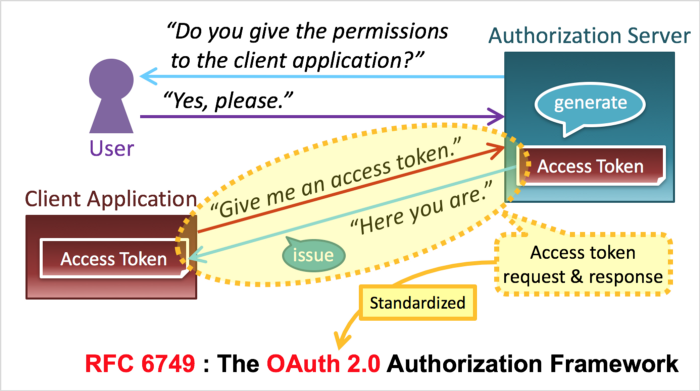 “Do you give the permissions
to the client application?”
Authorization Server
“Yes, please.”
generate
User
Access Token
“Give me an access token.”
Client Application
“Here you are.”
Access Token
issue
Access token
request & response
Standardized
RFC 6749 : The OAuth 2.0 Authorization Framework